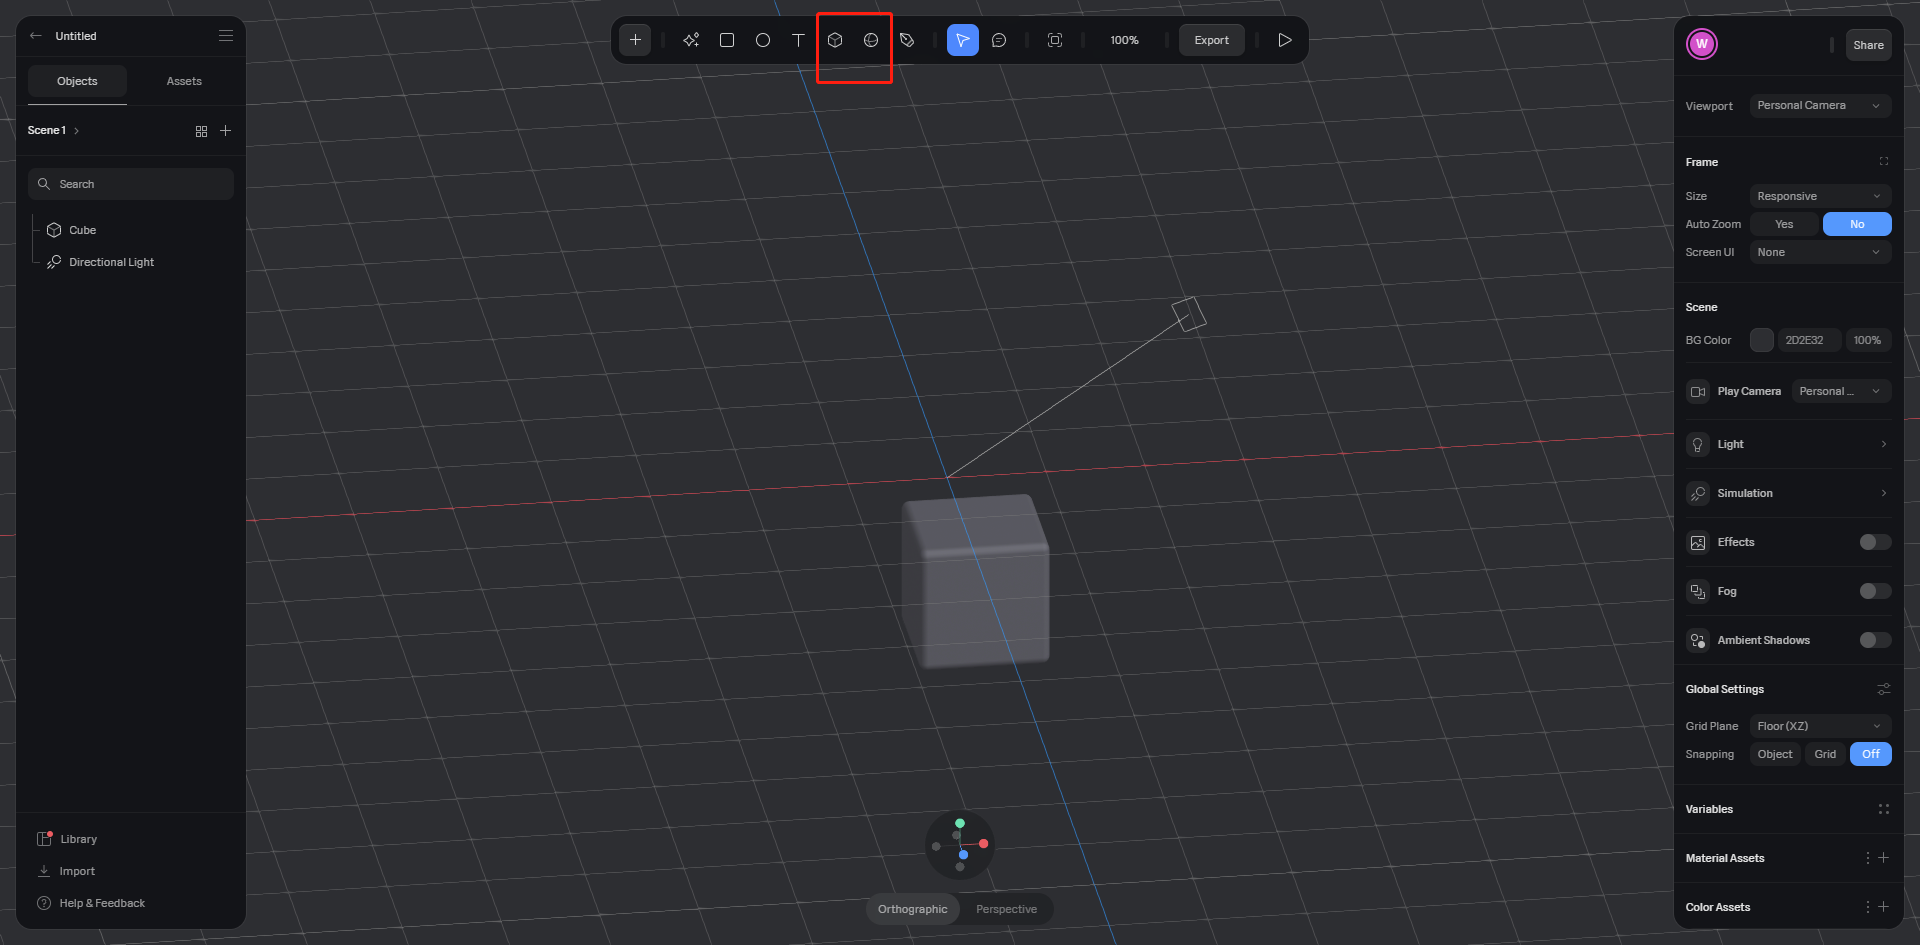 Untitled
Objects
Assets
Scene 1
Search
Cube
Directional Light
Library
Import
Help & Feedback
100%
Export
Orthographic
Perspective
W
Share
Viewport
Personal Camera
Frame
Size
Responsive
Auto Zoom
Yes
No
Screen UI
None
Scene
BG Color
2D2E32
100%
Play Camera
Personal ...
Light
Simulation
Effects
Fog
Ambient Shadows
Global Settings
Grid Plane
Floor (XZ)
Snapping
Object
Grid
Off
Variables
Material Assets
Color Assets